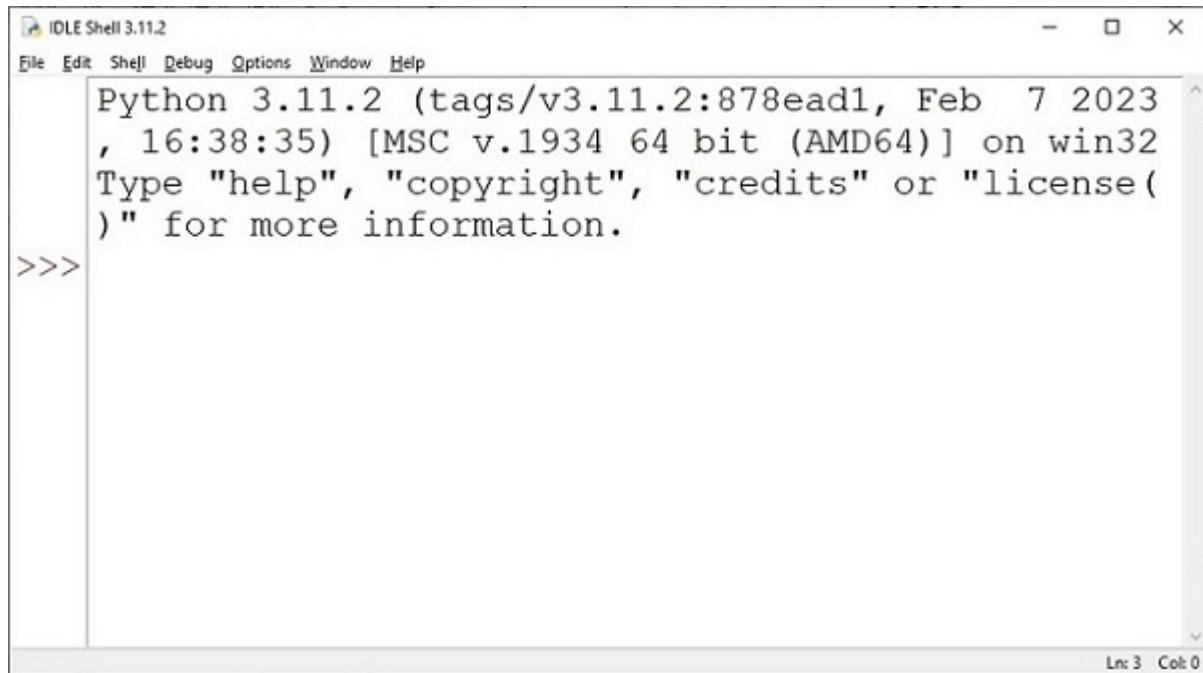 IDLE Shell 3.11.2
File Edit Shell Debug Options Window Help
Python 3.11.2 (tags/v3.11.2:878ead1, Feb  7 2023
, 16:38:35) [MSC v.1934 64 bit (AMD64)] on win32
Type "help", "copyright", "credits" or "license(
)" for more information.
>>>
Ln: 3 Col: 0